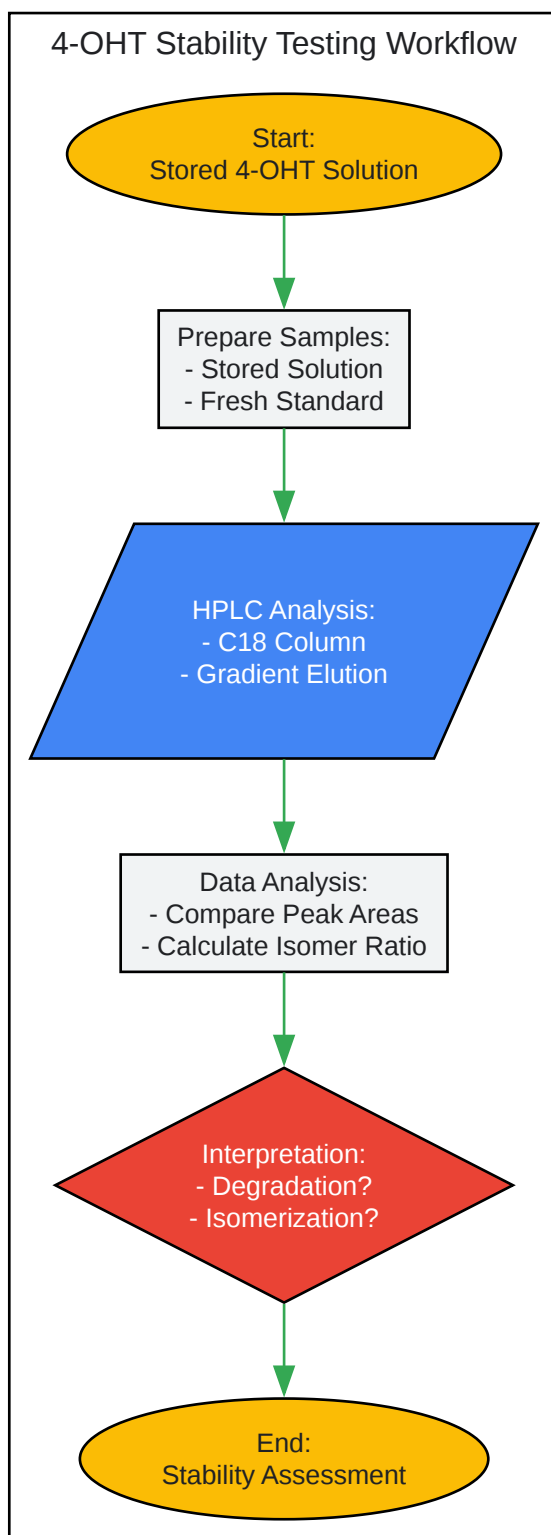 4-OHT Stability Testing Workflow
Start:
Stored 4-OHT Solution
Prepare Samples:
- Stored Solution
- Fresh Standard
HPLC Analysis:
- C18 Column
- Gradient Elution
Data Analysis:
- Compare Peak Areas
- Calculate Isomer Ratio
Interpretation:
- Degradation?
- Isomerization?
End:
Stability Assessment